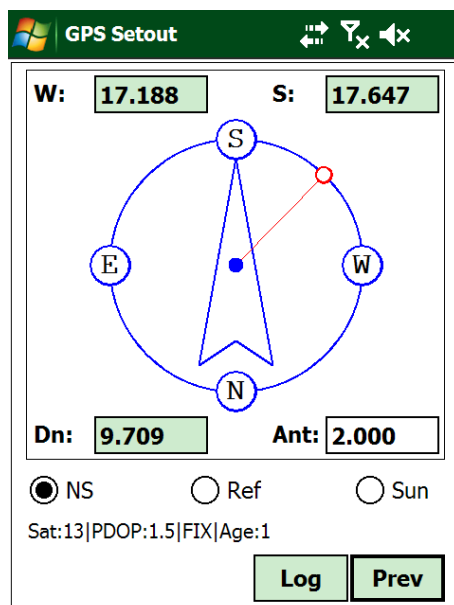 GPS Setout
W: 17.188 S: 17.647
S
E W
N
Dn: 9.709 Ant: 2.000
NS Ref Sun
Sat:13|PDOP:1.5|FIX|Age:1
Log Prev